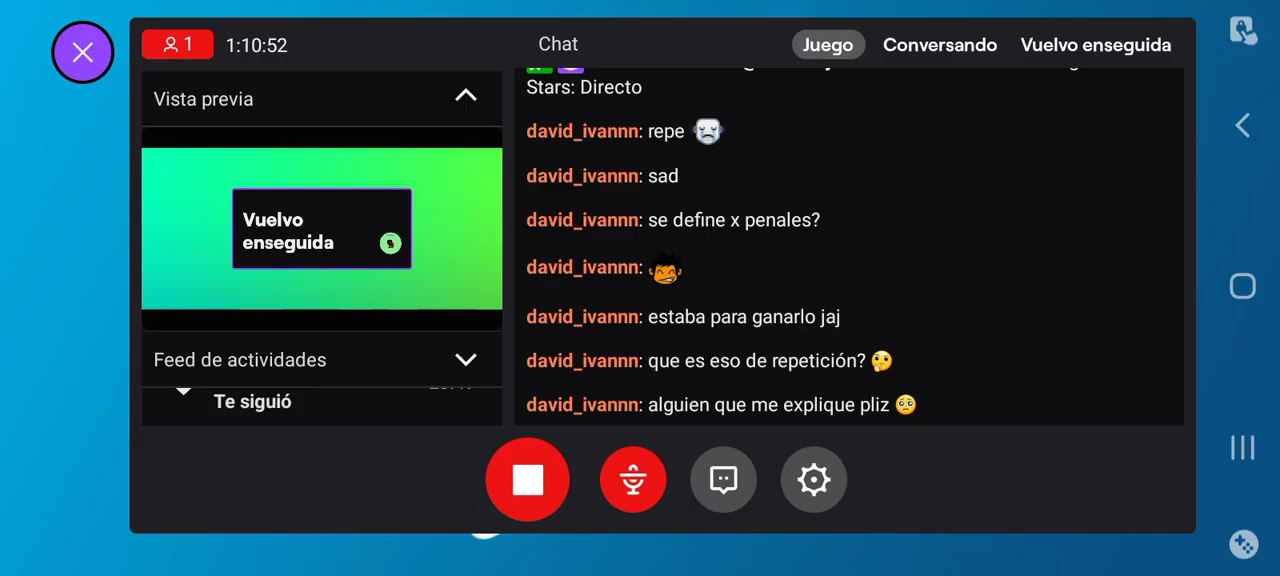 1
1:10:52
Chat
Juego
Conversando
Vuelvo enseguida
Vista previa
Vuelvo
enseguida
Feed de actividades
Te siguió
Stars: Directo
david_ivannn: repe
david_ivannn: sad
david_ivannn: se define x penales?
david_ivannn:
david_ivannn: estaba para ganarlo jaj
david_ivannn: que es eso de repetición? 🤔
david_ivannn: alguien que me explique pliz 🥺